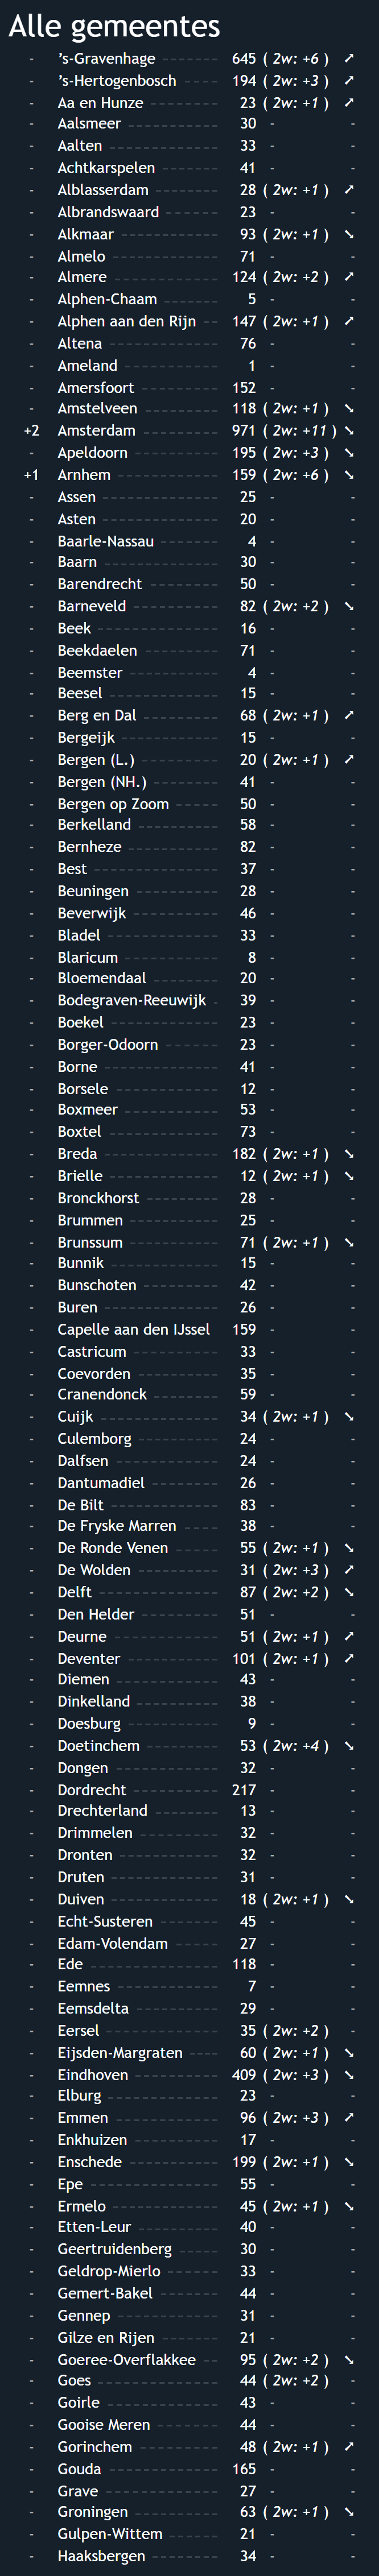 Alle gemeentes
- ’s-Gravenhage 645 ( 2w: +6 ) ➚
- ’s-Hertogenbosch 194 ( 2w: +3 ) ➚
- Aa en Hunze 23 ( 2w: +1 ) ➚
- Aalsmeer 30 - -
- Aalten 33 - -
- Achtkarspelen 41 - -
- Alblasserdam 28 ( 2w: +1 ) ➚
- Albrandswaard 23 - -
- Alkmaar 93 ( 2w: +1 ) ➘
- Almelo 71 - -
- Almere 124 ( 2w: +2 ) ➚
- Alphen-Chaam 5 - -
- Alphen aan den Rijn 147 ( 2w: +1 ) ➚
- Altena 76 - -
- Ameland 1 - -
- Amersfoort 152 - -
- Amstelveen 118 ( 2w: +1 ) ➘
+2 Amsterdam 971 ( 2w: +11 ) ➘
- Apeldoorn 195 ( 2w: +3 ) ➘
+1 Arnhem 159 ( 2w: +6 ) ➘
- Assen 25 - -
- Asten 20 - -
- Baarle-Nassau 4 - -
- Baarn 30 - -
- Barendrecht 50 - -
- Barneveld 82 ( 2w: +2 ) ➘
- Beek 16 - -
- Beekdaelen 71 - -
- Beemster 4 - -
- Beesel 15 - -
- Berg en Dal 68 ( 2w: +1 ) ➚
- Bergeijk 15 - -
- Bergen (L.) 20 ( 2w: +1 ) ➚
- Bergen (NH.) 41 - -
- Bergen op Zoom 50 - -
- Berkelland 58 - -
- Bernheze 82 - -
- Best 37 - -
- Beuningen 28 - -
- Beverwijk 46 - -
- Bladel 33 - -
- Blaricum 8 - -
- Bloemendaal 20 - -
- Bodegraven-Reeuwijk 39 - -
- Boekel 23 - -
- Borger-Odoorn 23 - -
- Borne 41 - -
- Borsele 12 - -
- Boxmeer 53 - -
- Boxtel 73 - -
- Breda 182 ( 2w: +1 ) ➘
- Brielle 12 ( 2w: +1 ) ➘
- Bronckhorst 28 - -
- Brummen 25 - -
- Brunssum 71 ( 2w: +1 ) ➘
- Bunnik 15 - -
- Bunschoten 42 - -
- Buren 26 - -
- Capelle aan den IJssel 159 - -
- Castricum 33 - -
- Coevorden 35 - -
- Cranendonck 59 - -
- Cuijk 34 ( 2w: +1 ) ➘
- Culemborg 24 - -
- Dalfsen 24 - -
- Dantumadiel 26 - -
- De Bilt 83 - -
- De Fryske Marren 38 - -
- De Ronde Venen 55 ( 2w: +1 ) ➘
- De Wolden 31 ( 2w: +3 ) ➚
- Delft 87 ( 2w: +2 ) ➘
- Den Helder 51 - -
- Deurne 51 ( 2w: +1 ) ➚
- Deventer 101 ( 2w: +1 ) ➚
- Diemen 43 - -
- Dinkelland 38 - -
- Doesburg 9 - -
- Doetinchem 53 ( 2w: +4 ) ➘
- Dongen 32 - -
- Dordrecht 217 - -
- Drechterland 13 - -
- Drimmelen 32 - -
- Dronten 32 - -
- Druten 31 - -
- Duiven 18 ( 2w: +1 ) ➘
- Echt-Susteren 45 - -
- Edam-Volendam 27 - -
- Ede 118 - -
- Eemnes 7 - -
- Eemsdelta 29 - -
- Eersel 35 ( 2w: +2 ) -
- Eijsden-Margraten 60 ( 2w: +1 ) ➘
- Eindhoven 409 ( 2w: +3 ) ➘
- Elburg 23 - -
- Emmen 96 ( 2w: +3 ) ➚
- Enkhuizen 17 - -
- Enschede 199 ( 2w: +1 ) ➘
- Epe 55 - -
- Ermelo 45 ( 2w: +1 ) ➘
- Etten-Leur 40 - -
- Geertruidenberg 30 - -
- Geldrop-Mierlo 33 - -
- Gemert-Bakel 44 - -
- Gennep 31 - -
- Gilze en Rijen 21 - -
- Goeree-Overflakkee 95 ( 2w: +2 ) ➘
- Goes 44 ( 2w: +2 ) -
- Goirle 43 - -
- Gooise Meren 44 - -
- Gorinchem 48 ( 2w: +1 ) ➚
- Gouda 165 - -
- Grave 27 - -
- Groningen 63 ( 2w: +1 ) ➘
- Gulpen-Wittem 21 - -
- Haaksbergen 34 - -